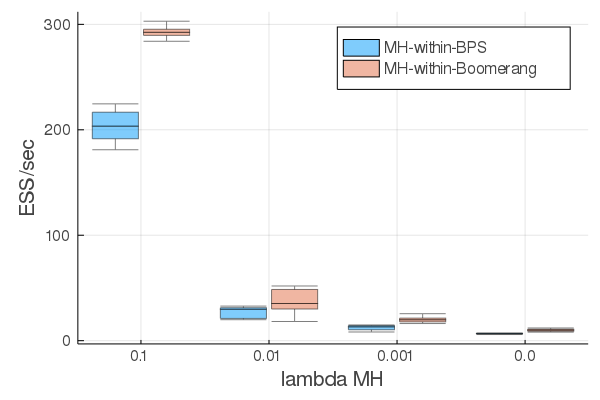 300
200
100
0
ESS/sec
MH-within-BPS
MH-within-Boomerang
0.1 0.01 0.001 0.0
lambda MH